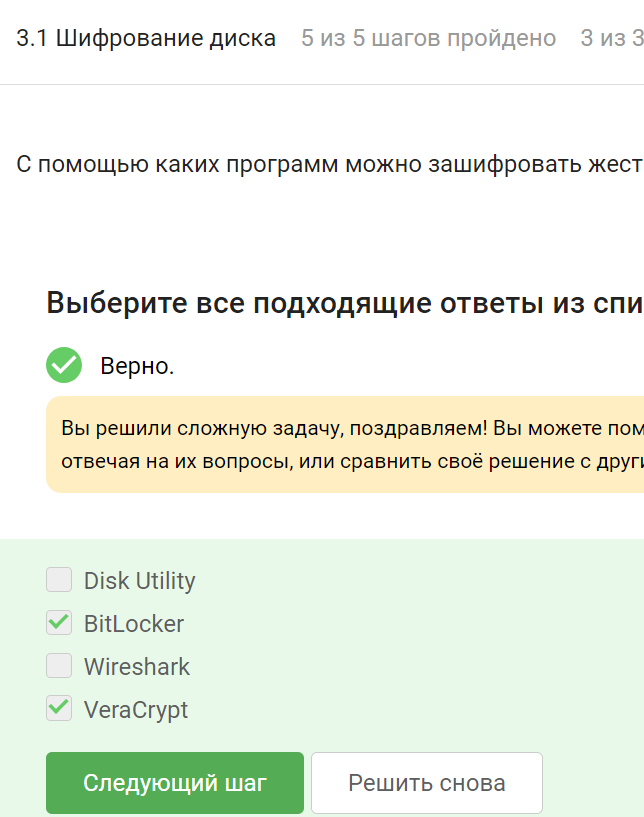 3.1 Шифрование диска 5 из 5 шагов пройдено 3 из 3
С помощью каких программ можно зашифровать жест
Выберите все подходящие ответы из спи
Верно.
Вы решили сложную задачу, поздравляем! Вы можете пом
отвечая на их вопросы, или сравнить своё решение с други
Disk Utility
BitLocker
Wireshark
VeraCrypt
Следующий шаг Решить снова